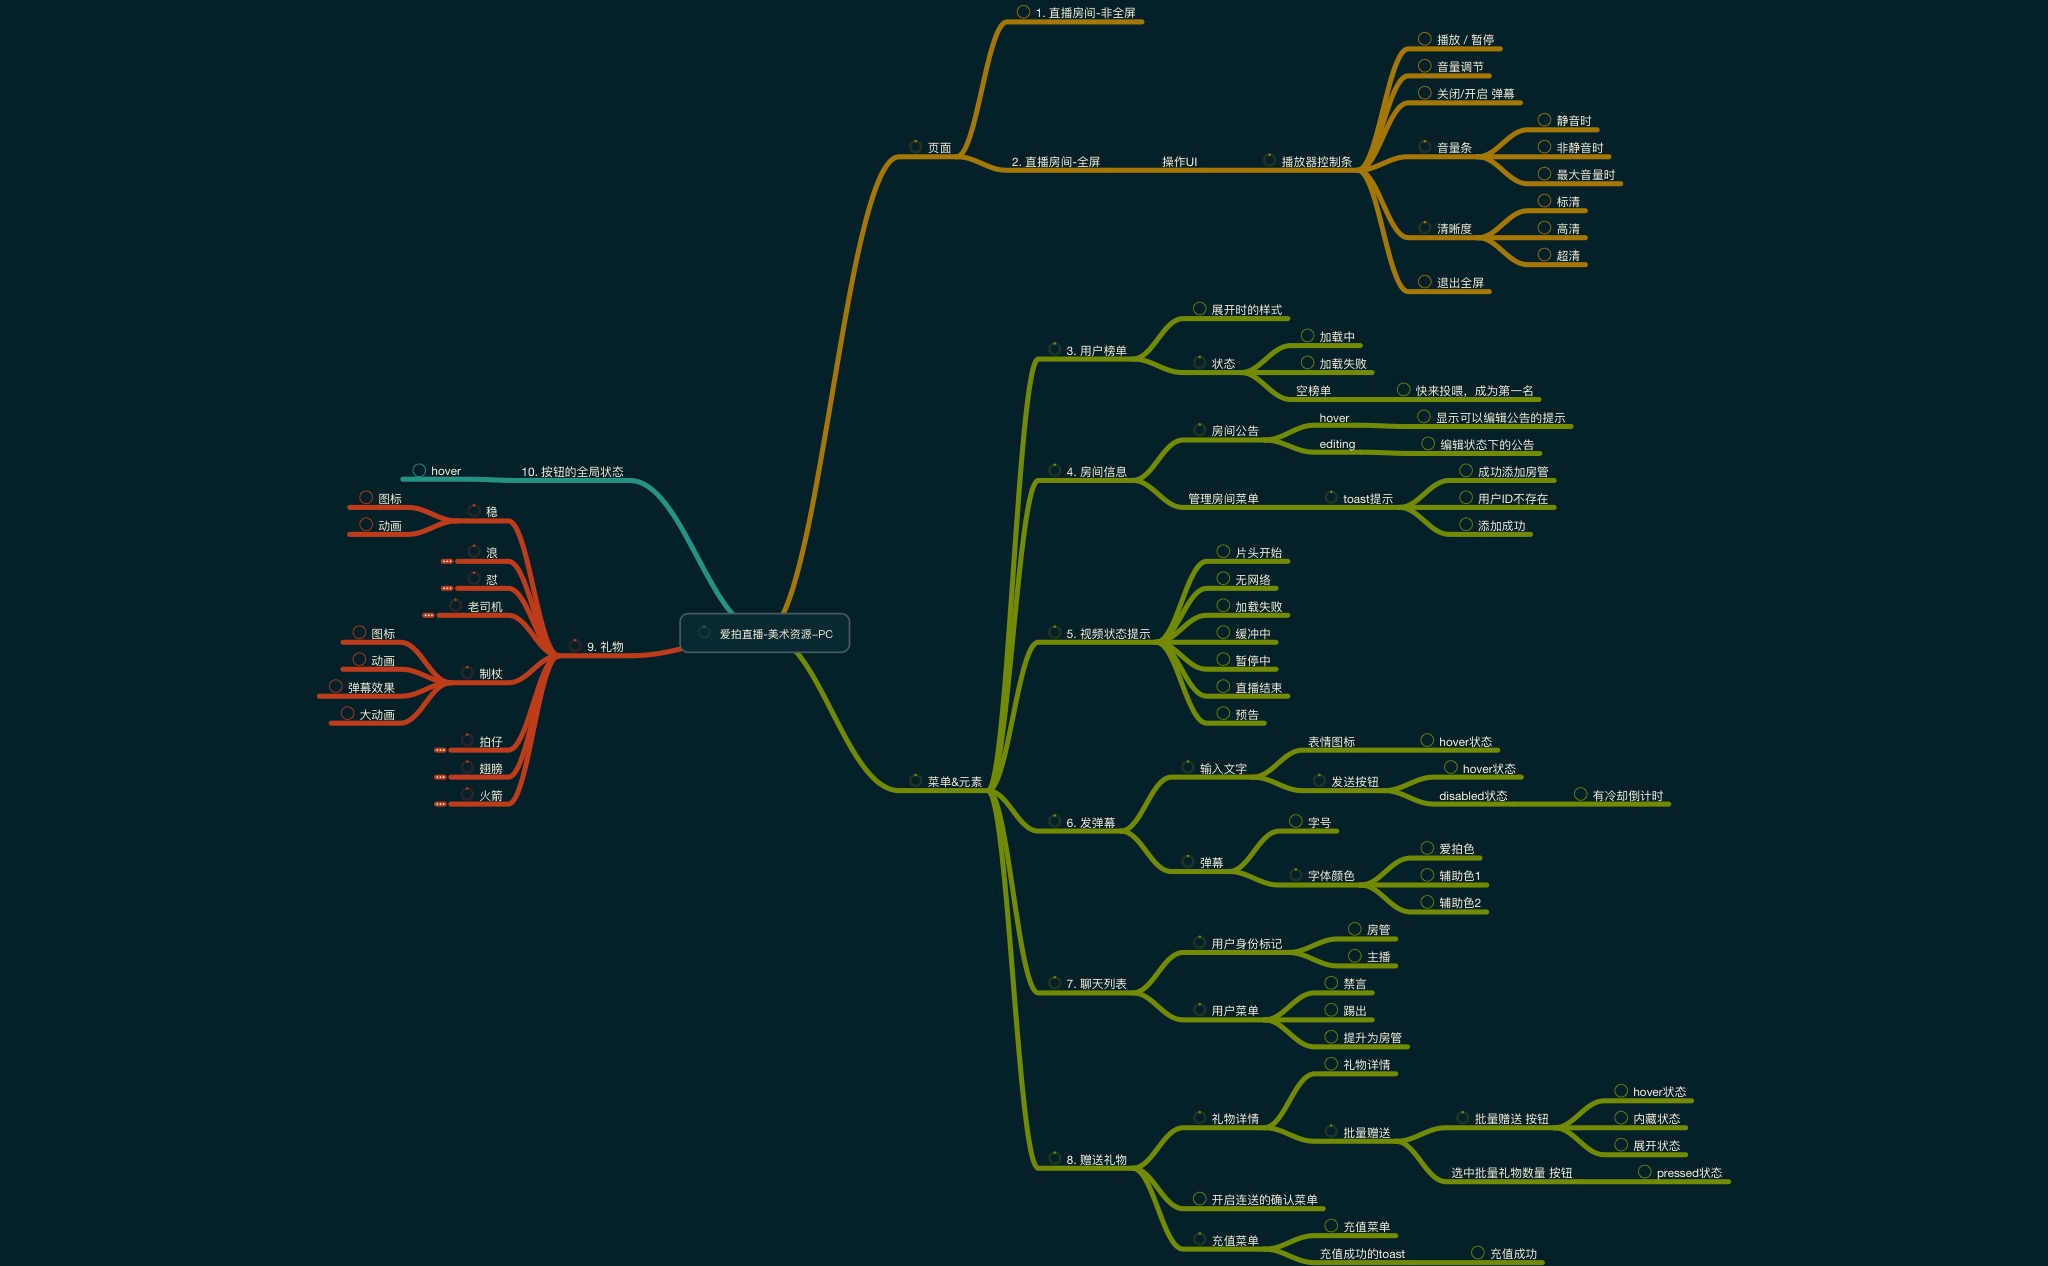 爱拍直播-美术资源-PC
页面
1. 直播房间-非全屏
2. 直播房间-全屏
操作UI
播放器控制条
播放 / 暂停
音量调节
关闭/开启 弹幕
音量条
静音时
非静音时
最大音量时
清晰度
标清
高清
超清
退出全屏
菜单&元素
3. 用户榜单
展开时的样式
状态
加载中
加载失败
空榜单
快来投喂，成为第一名
4. 房间信息
房间公告
hover
显示可以编辑公告的提示
editing
编辑状态下的公告
管理房间菜单
toast提示
成功添加房管
用户ID不存在
添加成功
5. 视频状态提示
片头开始
无网络
加载失败
缓冲中
暂停中
直播结束
预告
6. 发弹幕
输入文字
表情图标
hover状态
发送按钮
hover状态
disabled状态
有冷却倒计时
弹幕
字号
字体颜色
爱拍色
辅助色1
辅助色2
7. 聊天列表
用户身份标记
房管
主播
用户菜单
禁言
踢出
提升为房管
8. 赠送礼物
礼物详情
礼物详情
批量赠送
批量赠送 按钮
hover状态
内藏状态
展开状态
选中批量礼物数量 按钮
pressed状态
开启连送的确认菜单
充值菜单
充值菜单
充值成功的toast
充值成功
9. 礼物
稳
图标
动画
浪
怼
老司机
制杖
图标
动画
弹幕效果
大动画
拍仔
翅膀
火箭
10. 按钮的全局状态
hover